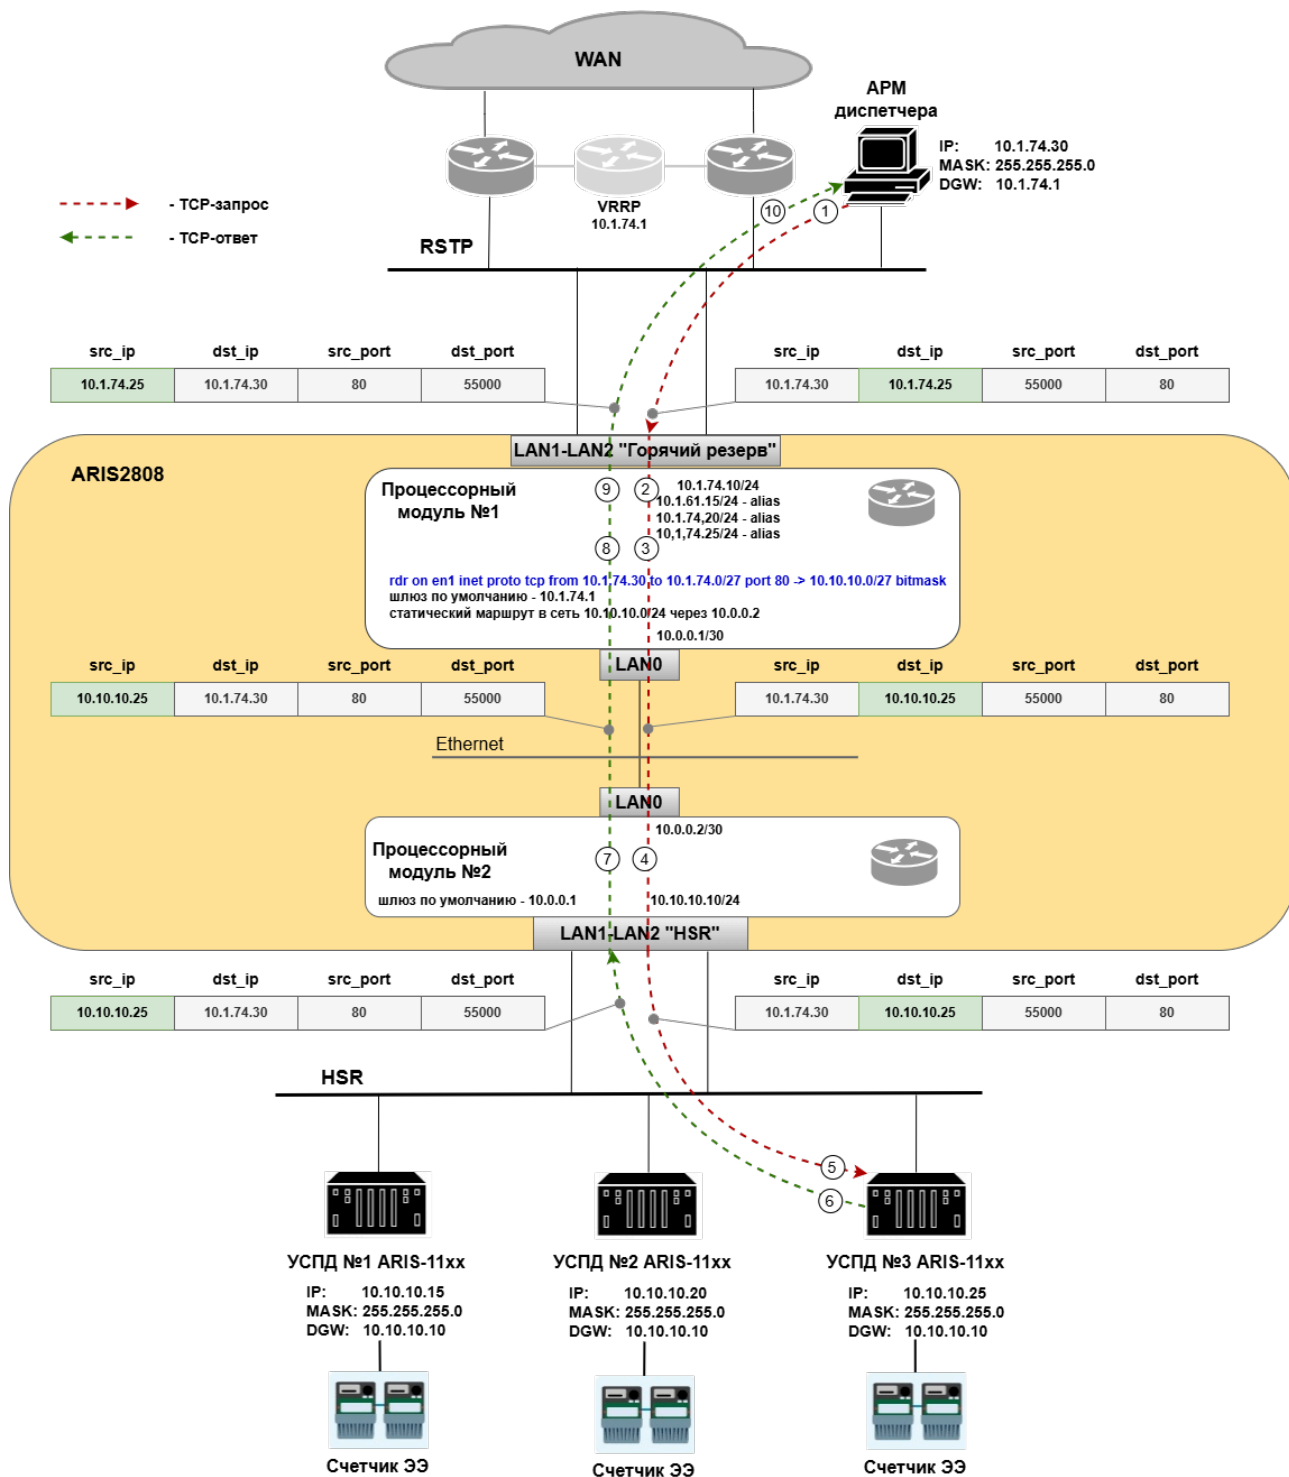 WAN
АРМ
диспетчера
IP: 10.1.74.30
MASK: 255.255.255.0
DGW: 10.1.74.1
VRRP
10.1.74.1
- TCP-запрос
- TCP-ответ
10
1
RSTP
src_ip dst_ip src_port dst_port
10.1.74.25 10.1.74.30 80 55000
src_ip dst_ip src_port dst_port
10.1.74.30 10.1.74.25 55000 80
LAN1-LAN2 "Горячий резерв"
ARIS2808
Процессорный
модуль №1
9
2
10.1.74.10/24
10.1.61.15/24 - alias
10.1.74,20/24 - alias
10,1,74.25/24 - alias
8
3
rdr on en1 inet proto tcp from 10.1.74.30 to 10.1.74.0/27 port 80 -> 10.10.10.0/27 bitmask
шлюз по умолчанию - 10.1.74.1
статический маршрут в сеть 10.10.10.0/24 через 10.0.0.2
10.0.0.1/30
LAN0
src_ip dst_ip src_port dst_port
10.10.10.25 10.1.74.30 80 55000
src_ip dst_ip src_port dst_port
10.1.74.30 10.10.10.25 55000 80
Ethernet
LAN0
10.0.0.2/30
Процессорный
модуль №2
7
4
шлюз по умолчанию - 10.0.0.1
10.10.10.10/24
LAN1-LAN2 "HSR"
src_ip dst_ip src_port dst_port
10.10.10.25 10.1.74.30 80 55000
src_ip dst_ip src_port dst_port
10.1.74.30 10.10.10.25 55000 80
HSR
5
6
УСПД №1 ARIS-11xx
IP: 10.10.10.15
MASK: 255.255.255.0
DGW: 10.10.10.10
Счетчик ЭЭ
УСПД №2 ARIS-11xx
IP: 10.10.10.20
MASK: 255.255.255.0
DGW: 10.10.10.10
Счетчик ЭЭ
УСПД №3 ARIS-11xx
IP: 10.10.10.25
MASK: 255.255.255.0
DGW: 10.10.10.10
Счетчик ЭЭ